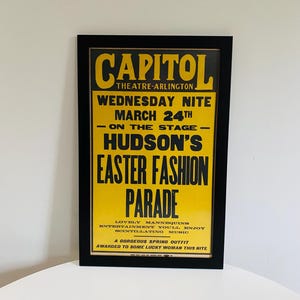 CAPITOL
THEATRE-ARLINGTON
WEDNESDAY NITE
MARCH 24TH
— ON THE STAGE —
HUDSON'S
EASTER FASHION
PARADE
LOVELY MANNEQUINS
ENTERTAINMENT YOU'LL ENJOY
SCINTILLATING MUSIC
A GORGEOUS SPRING OUTFIT
AWARDED TO SOME LUCKY WOMAN THIS NITE